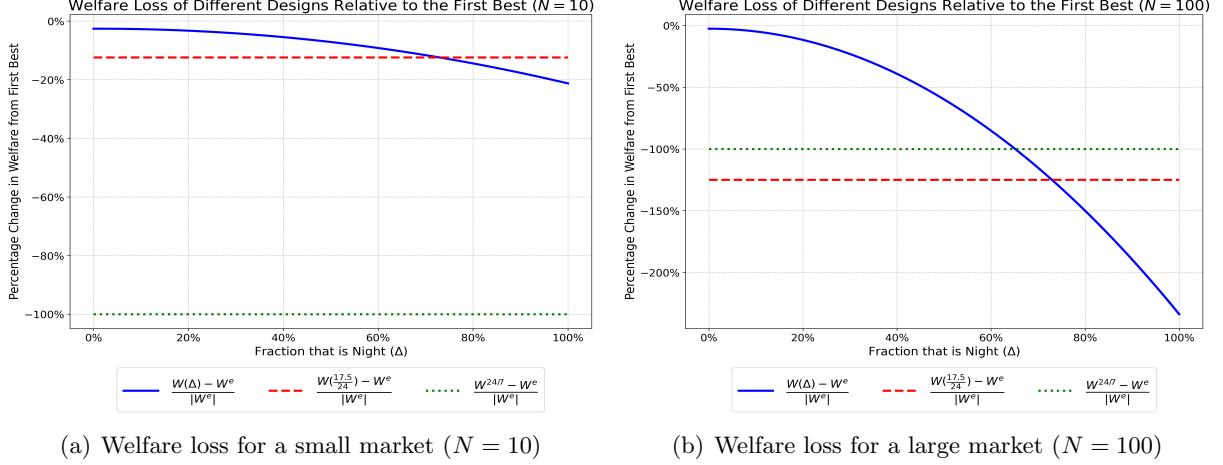 Welfare Loss of Different Designs Relative to the First Best (N = 10)
Percentage Change in Welfare from First Best
0%
−20%
−40%
−60%
−80%
−100%
0% 20% 40% 60% 80% 100%
Fraction that is Night (Δ)
W(Δ) − W^e / |W^e| W(17.5/24) − W^e / |W^e| W^24/7 − W^e / |W^e|
(a) Welfare loss for a small market (N = 10)
Welfare Loss of Different Designs Relative to the First Best (N = 100)
Percentage Change in Welfare from First Best
0%
−50%
−100%
−150%
−200%
0% 20% 40% 60% 80% 100%
Fraction that is Night (Δ)
W(Δ) − W^e / |W^e| W(17.5/24) − W^e / |W^e| W^24/7 − W^e / |W^e|
(b) Welfare loss for a large market (N = 100)